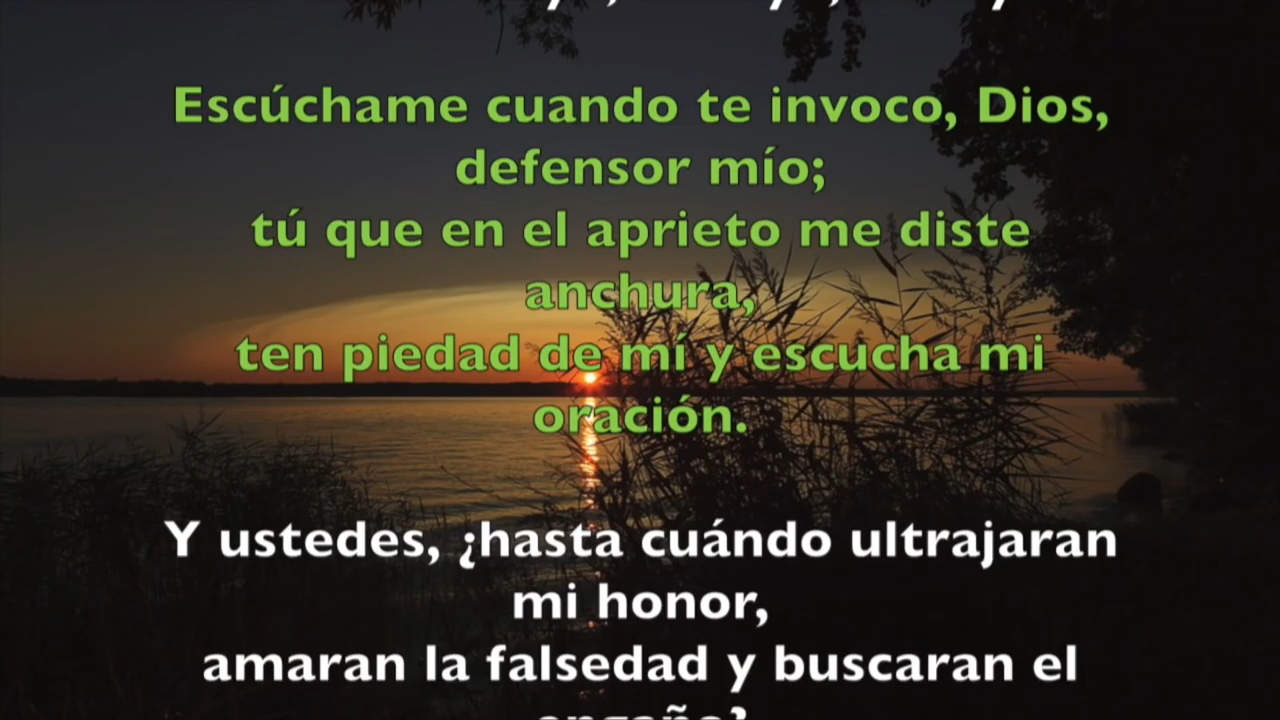 Escúchame cuando te invoco, Dios,
defensor mío;
tú que en el aprieto me diste
anchura,
ten piedad de mí y escucha mi
oración.
Y ustedes, ¿hasta cuándo ultrajaran
mi honor,
amaran la falsedad y buscaran el
engaño?